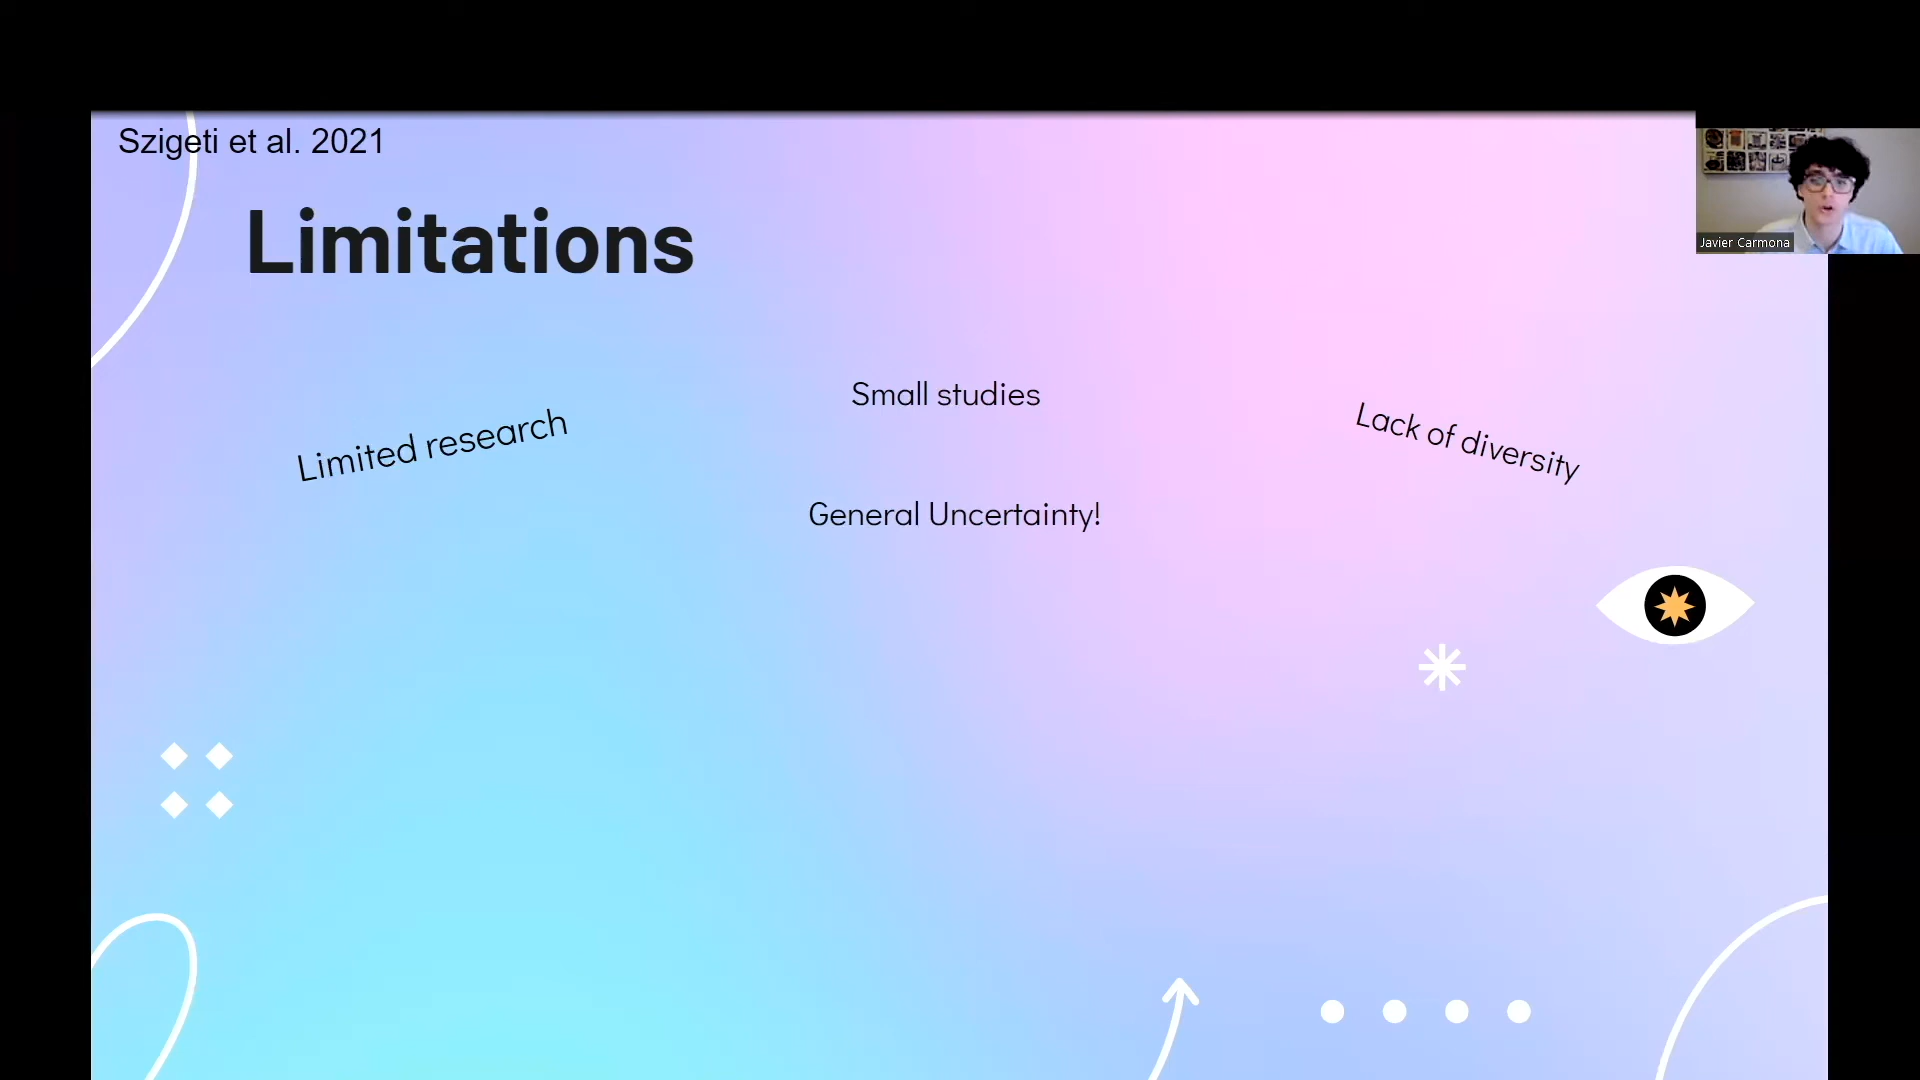 Szigeti et al. 2021
Limitations
Limited research
Small studies
Lack of diversity
General Uncertainty!
Javier Carmona